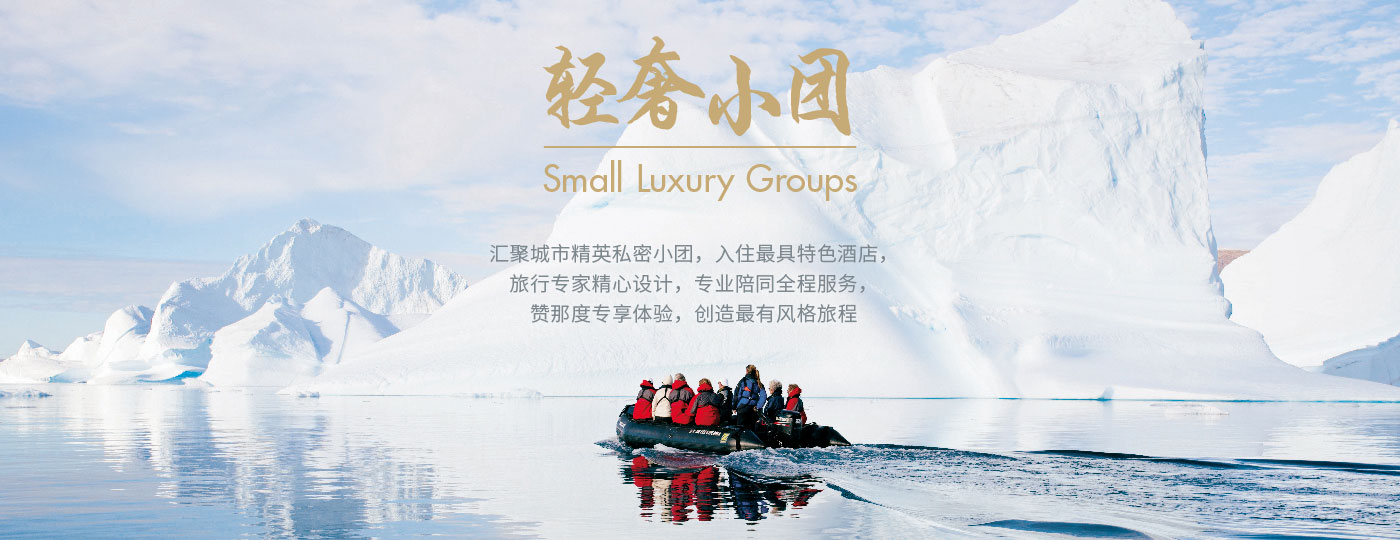 轻奢小团
Small Luxury Groups
汇聚城市精英私密小团，入住最具特色酒店，
旅行专家精心设计，专业陪同全程服务，
赞那度专享体验，创造最有风格旅程